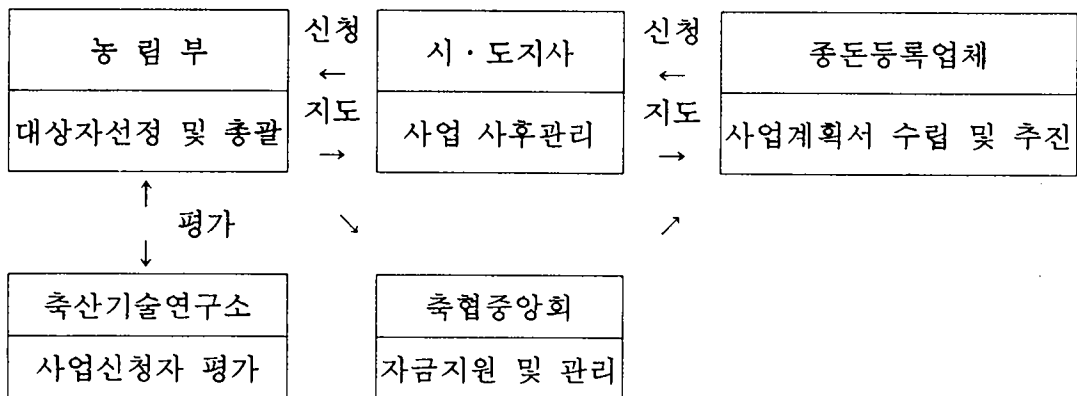 농 림 부
신청
시 · 도지사
신청
종돈등록업체
←
←
대상자선정 및 총괄
지도
사업 사후관리
지도
사업계획서 수립 및 추진
→
→
↑
평가
↘
↗
↓
축산기술연구소
축협중앙회
사업신청자 평가
자금지원 및 관리